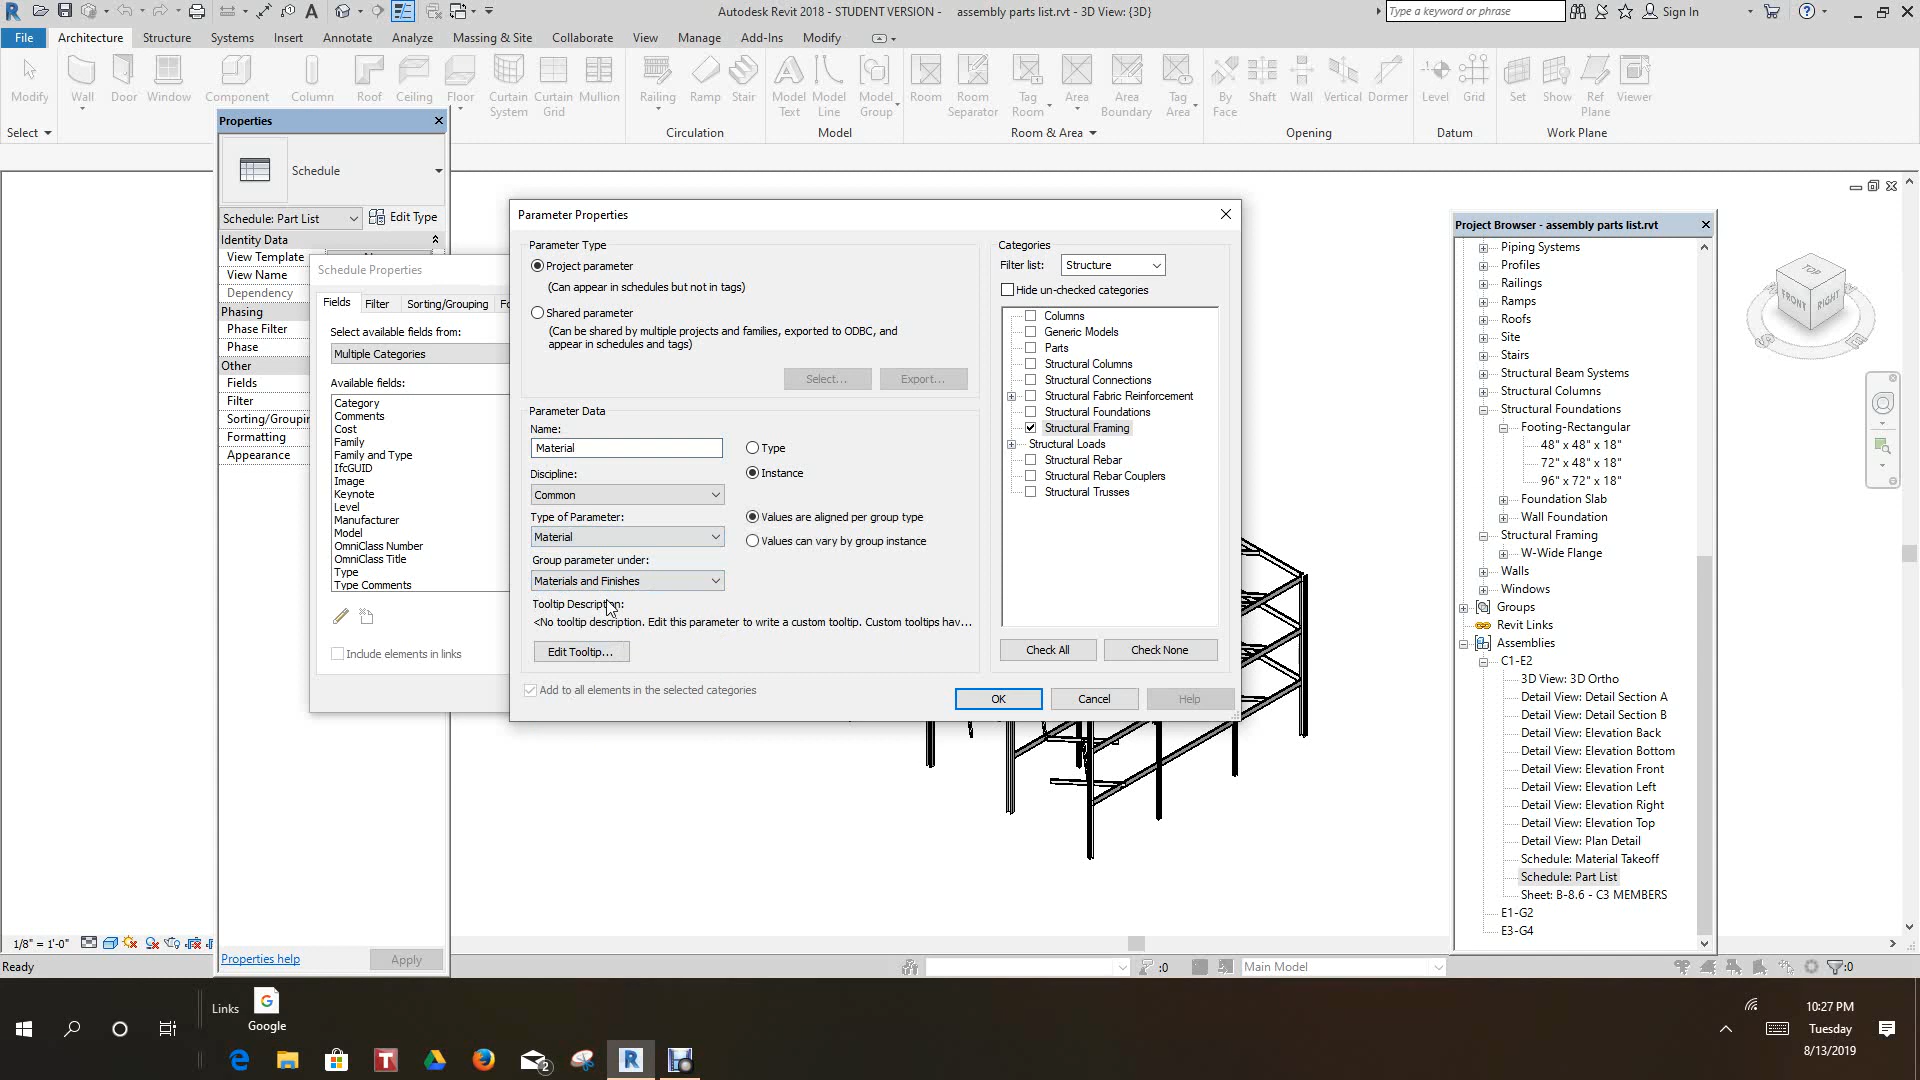 Autodesk Revit 2018 - STUDENT VERSION - assembly parts list.rvt - 3D View: {3D}
Type a keyword or phrase
Sign In
File Architecture Structure Systems Insert Annotate Analyze Massing & Site Collaborate View Manage Add-Ins Modify
Modify Wall Door Window Component Column Roof Ceiling Floor Curtain System Curtain Grid Mullion Railing Ramp Stair Model Text Model Line Model Group Room Room Separator Tag Room Area Area Boundary Tag Area By Face Shaft Wall Vertical Dormer Level Grid Set Show Ref Plane Viewer
Select Circulation Model Room & Area Opening Datum Work Plane
Properties
Schedule
Schedule: Part List
Edit Type
Identity Data
View Template
View Name
Dependency
Phasing
Phase Filter
Phase
Other
Fields
Filter
Sorting/Groupin
Formatting
Appearance
Properties help
Apply
Schedule Properties
Fields Filter Sorting/Grouping Fo
Select available fields from:
Multiple Categories
Available fields:
Category
Comments
Cost
Family
Family and Type
IfcGUID
Image
Keynote
Level
Manufacturer
Model
OmniClass Number
OmniClass Title
Type
Type Comments
Include elements in links
Parameter Properties
Parameter Type
Project parameter
(Can appear in schedules but not in tags)
Shared parameter
(Can be shared by multiple projects and families, exported to ODBC, and
appear in schedules and tags)
Select... Export...
Parameter Data
Name:
Material
Type
Discipline:
Instance
Common
Type of Parameter:
Values are aligned per group type
Material
Values can vary by group instance
Group parameter under:
Materials and Finishes
Tooltip Description:
<No tooltip description. Edit this parameter to write a custom tooltip. Custom tooltips hav...
Edit Tooltip...
Add to all elements in the selected categories
Categories
Filter list: Structure
Hide un-checked categories
Columns
Generic Models
Parts
Structural Columns
Structural Connections
Structural Fabric Reinforcement
Structural Foundations
Structural Framing
Structural Loads
Structural Rebar
Structural Rebar Couplers
Structural Trusses
Check All Check None
OK Cancel Help
Project Browser - assembly parts list.rvt
Piping Systems
Profiles
Railings
Ramps
Roofs
Site
Stairs
Structural Beam Systems
Structural Columns
Structural Foundations
Footing-Rectangular
48" x 48" x 18"
72" x 48" x 18"
96" x 72" x 18"
Foundation Slab
Wall Foundation
Structural Framing
W-Wide Flange
Walls
Windows
Groups
Revit Links
Assemblies
C1-E2
3D View: 3D Ortho
Detail View: Detail Section A
Detail View: Detail Section B
Detail View: Elevation Back
Detail View: Elevation Bottom
Detail View: Elevation Front
Detail View: Elevation Left
Detail View: Elevation Right
Detail View: Elevation Top
Detail View: Plan Detail
Schedule: Material Takeoff
Schedule: Part List
Sheet: B-8.6 - C3 MEMBERS
E1-G2
E3-G4
TOP
FRONT
RIGHT
1/8" = 1'-0"
Ready
:0
Main Model
:0
Links
Google
2
10:27 PM
Tuesday
8/13/2019